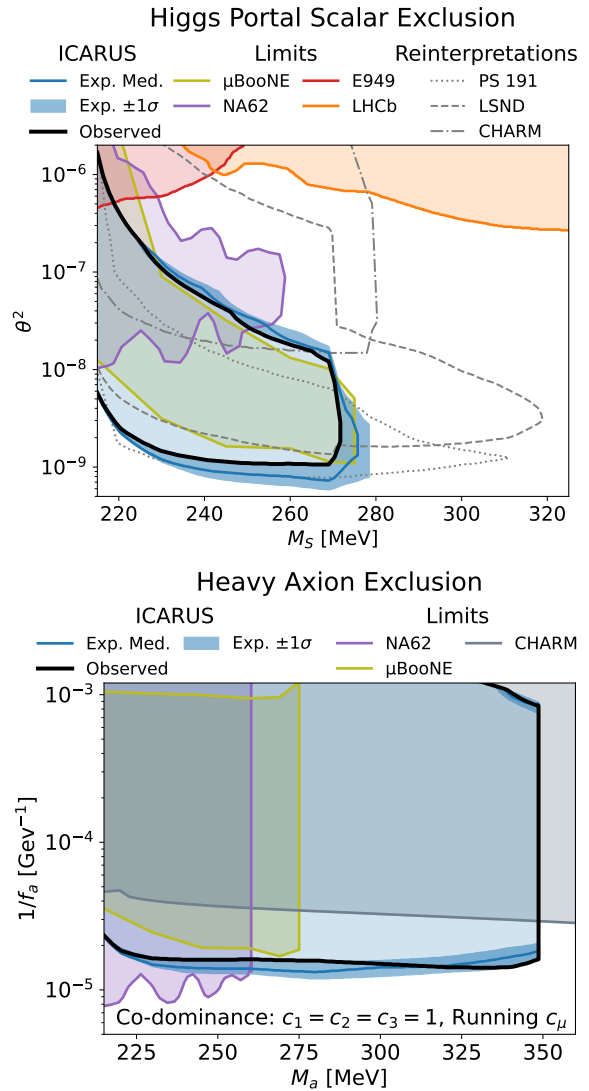 Higgs Portal Scalar Exclusion
ICARUS Limits Reinterpretations
Exp. Med. μBooNE E949 PS 191
Exp. ±1σ NA62 LHCb LSND
Observed CHARM
10⁻⁶
10⁻⁷
10⁻⁸
10⁻⁹
θ²
220 240 260 280 300 320
M_S [MeV]
Heavy Axion Exclusion
ICARUS Limits
Exp. Med. Exp. ±1σ NA62 CHARM
Observed μBooNE
10⁻³
10⁻⁴
10⁻⁵
1/f_a [GeV⁻¹]
Co-dominance: c₁ = c₂ = c₃ = 1, Running c_μ
225 250 275 300 325 350
M_a [MeV]